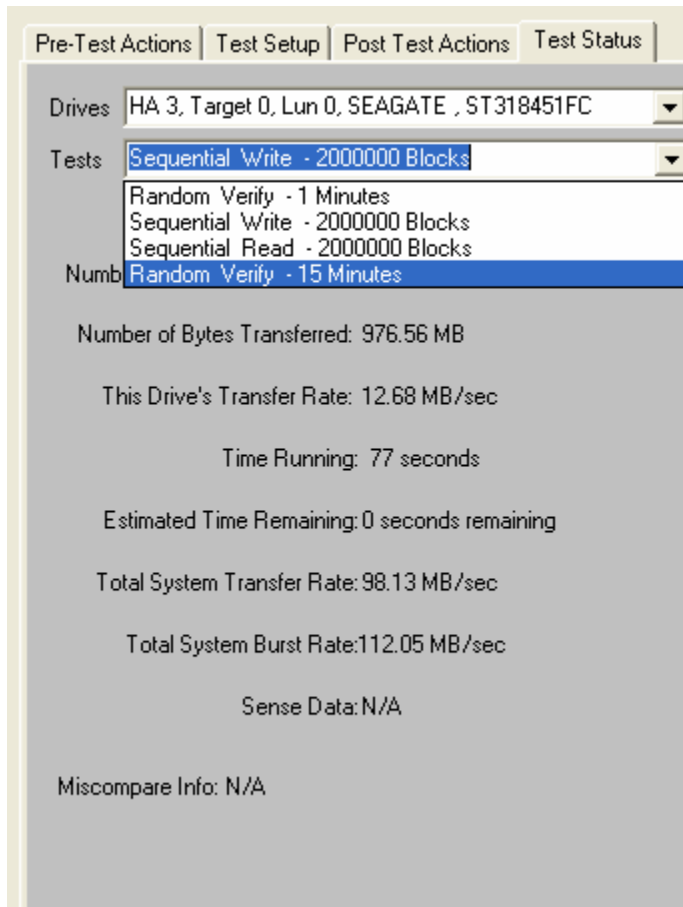 Pre-Test Actions Test Setup Post Test Actions Test Status
Drives HA 3, Target 0, Lun 0, SEAGATE , ST318451FC
Tests Sequential Write - 2000000 Blocks
Random Verify - 1 Minutes
Sequential Write - 2000000 Blocks
Sequential Read - 2000000 Blocks
Numb Random Verify - 15 Minutes
Number of Bytes Transferred: 976.56 MB
This Drive's Transfer Rate: 12.68 MB/sec
Time Running: 77 seconds
Estimated Time Remaining: 0 seconds remaining
Total System Transfer Rate: 98.13 MB/sec
Total System Burst Rate:112.05 MB/sec
Sense Data: N/A
Miscompare Info: N/A